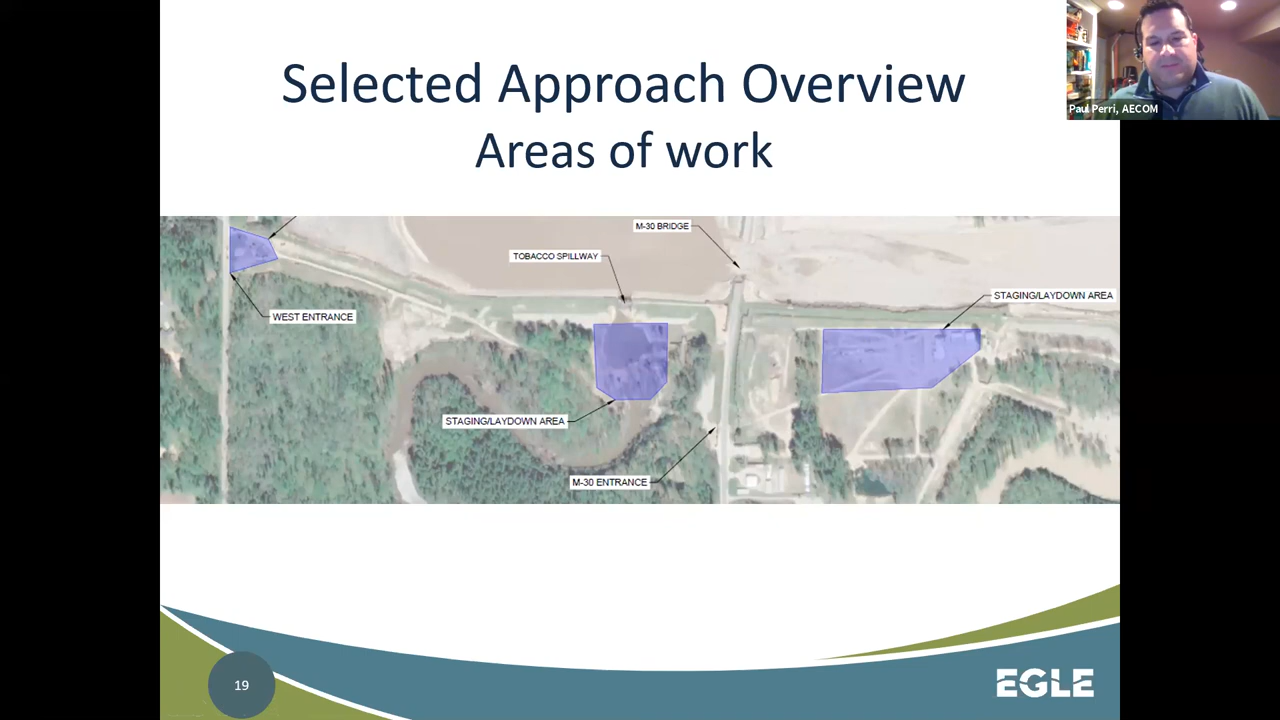 Selected Approach Overview
Areas of work
Paul Perri, AECOM
M-30 BRIDGE
TOBACCO SPILLWAY
STAGING/LAYDOWN AREA
WEST ENTRANCE
STAGING/LAYDOWN AREA
M-30 ENTRANCE
19
EGLE